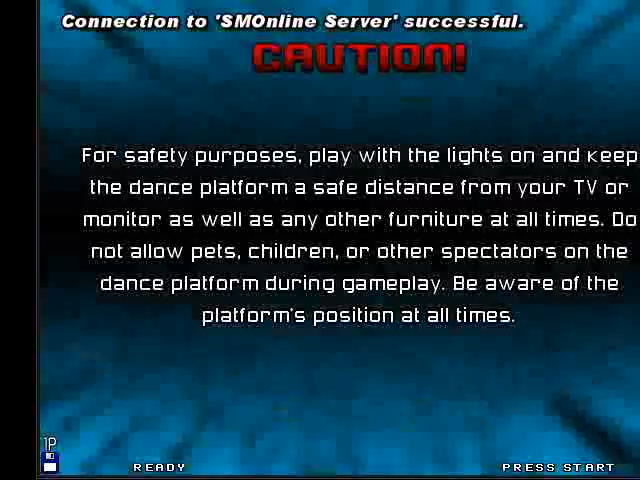 Connection to 'SMOnline Server' successful.
CAUTION!
For safety purposes, play with the lights on and keep
the dance platform a safe distance from your TV or
monitor as well as any other furniture at all times. Do
not allow pets, children, or other spectators on the
dance platform during gameplay. Be aware of the
platform's position at all times.
1P
READY
PRESS START